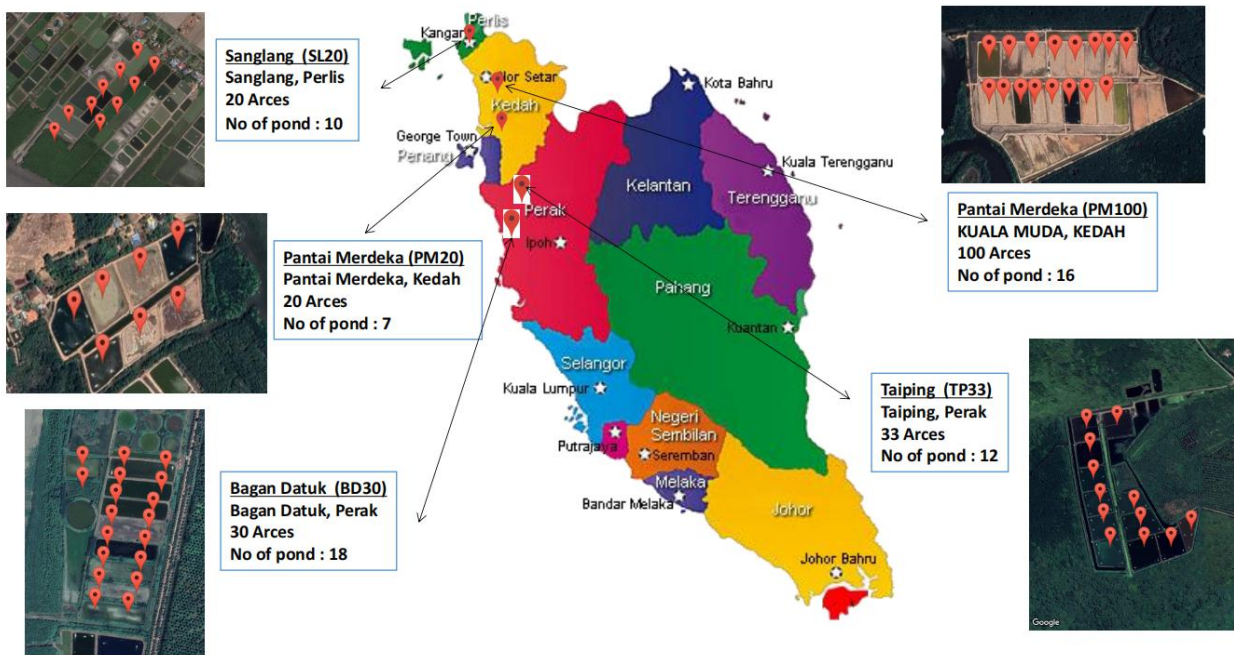 Sanglang (SL20)
Sanglang, Perlis
20 Arces
No of pond : 10
Pantai Merdeka (PM20)
Pantai Merdeka, Kedah
20 Arces
No of pond : 7
Bagan Datuk (BD30)
Bagan Datuk, Perak
30 Arces
No of pond : 18
Perlis
Kangar
lor Setar
Kedah
George Town
Penang
Kota Bahru
Kuala Terengganu
Kelantan
Terengganu
Perak
Ipoh
Pahang
Kuantan
Selangor
Kuala Lumpur
Negeri
Sembilan
Putrajaya
Seremban
Melaka
Bandar Melaka
Johor
Johor Bahru
Pantai Merdeka (PM100)
KUALA MUDA, KEDAH
100 Arces
No of pond : 16
Taiping (TP33)
Taiping, Perak
33 Arces
No of pond : 12
Google